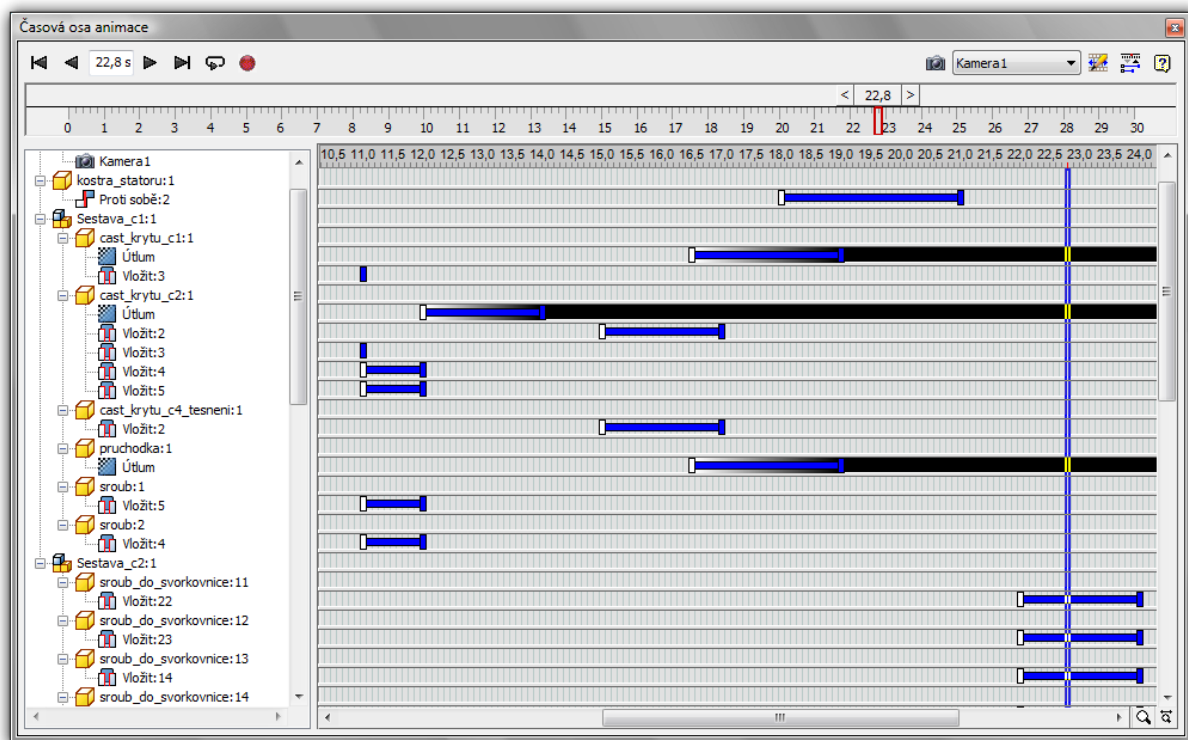 Časová osa animace
22,8 s
Kamera1
< 22,8 >
0 1 2 3 4 5 6 7 8 9 10 11 12 13 14 15 16 17 18 19 20 21 22 23 24 25 26 27 28 29 30
10,5 11,0 11,5 12,0 12,5 13,0 13,5 14,0 14,5 15,0 15,5 16,0 16,5 17,0 17,5 18,0 18,5 19,0 19,5 20,0 20,5 21,0 21,5 22,0 22,5 23,0 23,5 24,0
Kamera1
kostra_statoru:1
Proti sobě:2
Sestava_c1:1
cast_krytu_c1:1
Útlum
Vložit:3
cast_krytu_c2:1
Útlum
Vložit:2
Vložit:3
Vložit:4
Vložit:5
cast_krytu_c4_tesneni:1
Vložit:2
pruchodka:1
Útlum
sroub:1
Vložit:5
sroub:2
Vložit:4
Sestava_c2:1
sroub_do_svorkovnice:11
Vložit:22
sroub_do_svorkovnice:12
Vložit:23
sroub_do_svorkovnice:13
Vložit:14
sroub_do_svorkovnice:14